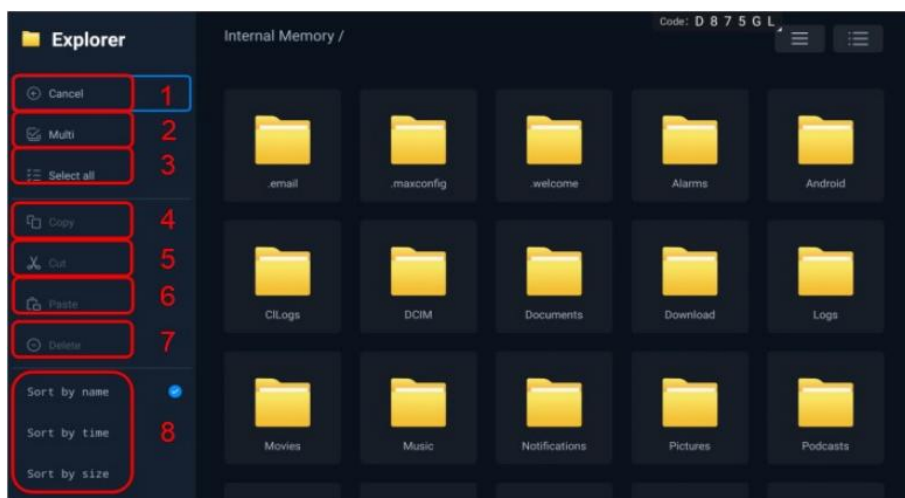 Explorer
Internal Memory /
Code: D 8 7 5 G L
Cancel
1
Multi
2
Select all
3
Copy
4
Cut
5
Paste
6
Delete
7
Sort by name
Sort by time
8
Sort by size
.email
.maxconfig
.welcome
Alarms
Android
CILogs
DCIM
Documents
Download
Logs
Movies
Music
Notifications
Pictures
Podcasts